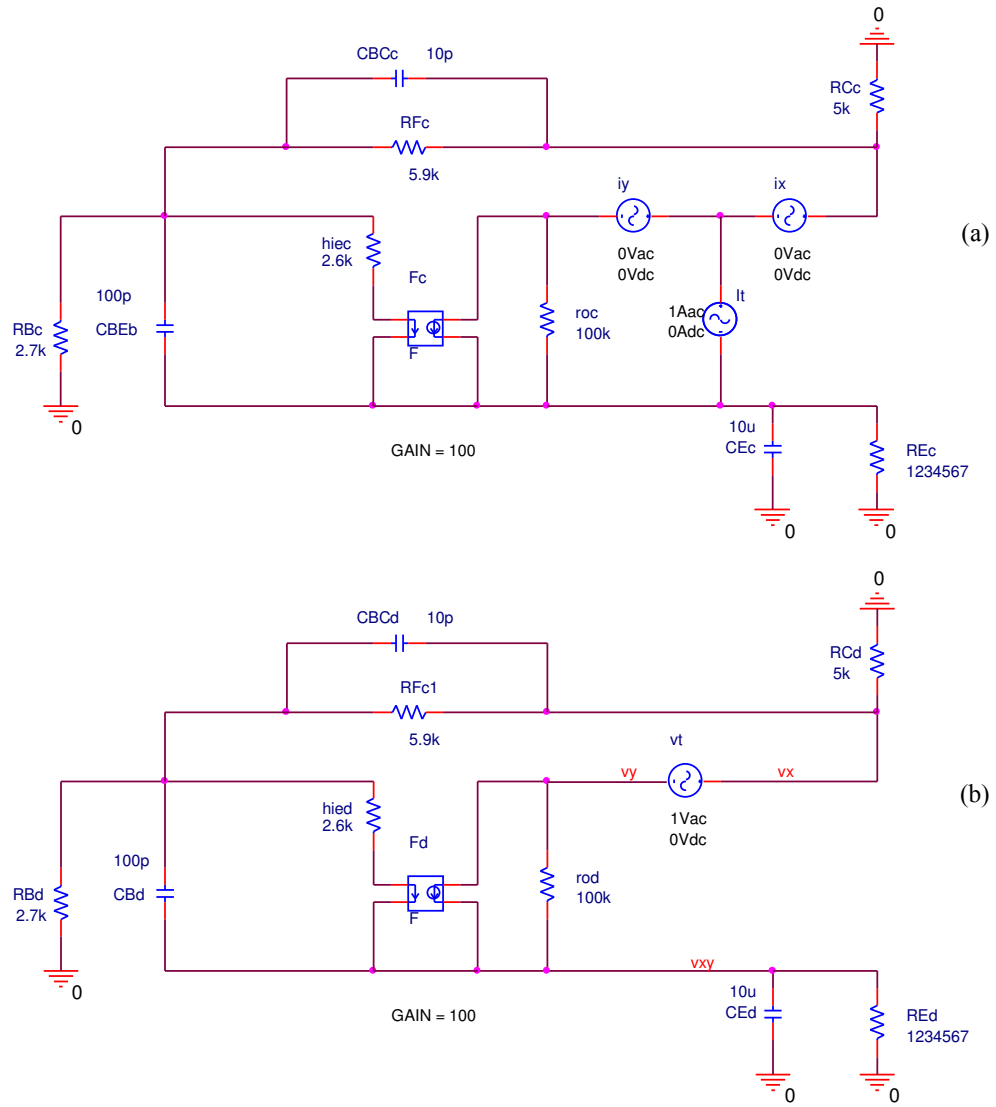 0
CBCc 10p
RCc
5k
RFc
5.9k
iy
ix
(a)
0Vac
0Vdc
0Vac
0Vdc
hiec
2.6k
Fc
It
1Aac
0Adc
100p
CBEb
roc
100k
RBc
2.7k
F
0
GAIN = 100
10u
CEc
REc
1234567
0
0
0
CBCd 10p
RCd
5k
RFc1
5.9k
vt
vy
vx
(b)
1Vac
0Vdc
hied
2.6k
Fd
100p
CBd
rod
100k
RBd
2.7k
F
vxy
0
GAIN = 100
10u
CEd
REd
1234567
0
0